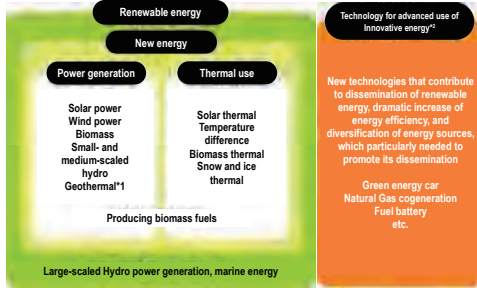 Renewable energy
New energy
Power generation
Solar power
Wind power
Biomass
Small- and
medium-scaled
hydro
Geothermal*1
Thermal use
Solar thermal
Temperature
difference
Biomass thermal
Snow and ice
thermal
Producing biomass fuels
Large-scaled Hydro power generation, marine energy
Technology for advanced use of
Innovative energy*²
New technologies that contribute
to dissemination of renewable
energy, dramatic increase of
energy efficiency, and
diversification of energy sources,
which particularly needed to
promote its dissemination
Green energy car
Natural Gas cogeneration
Fuel battery
etc.